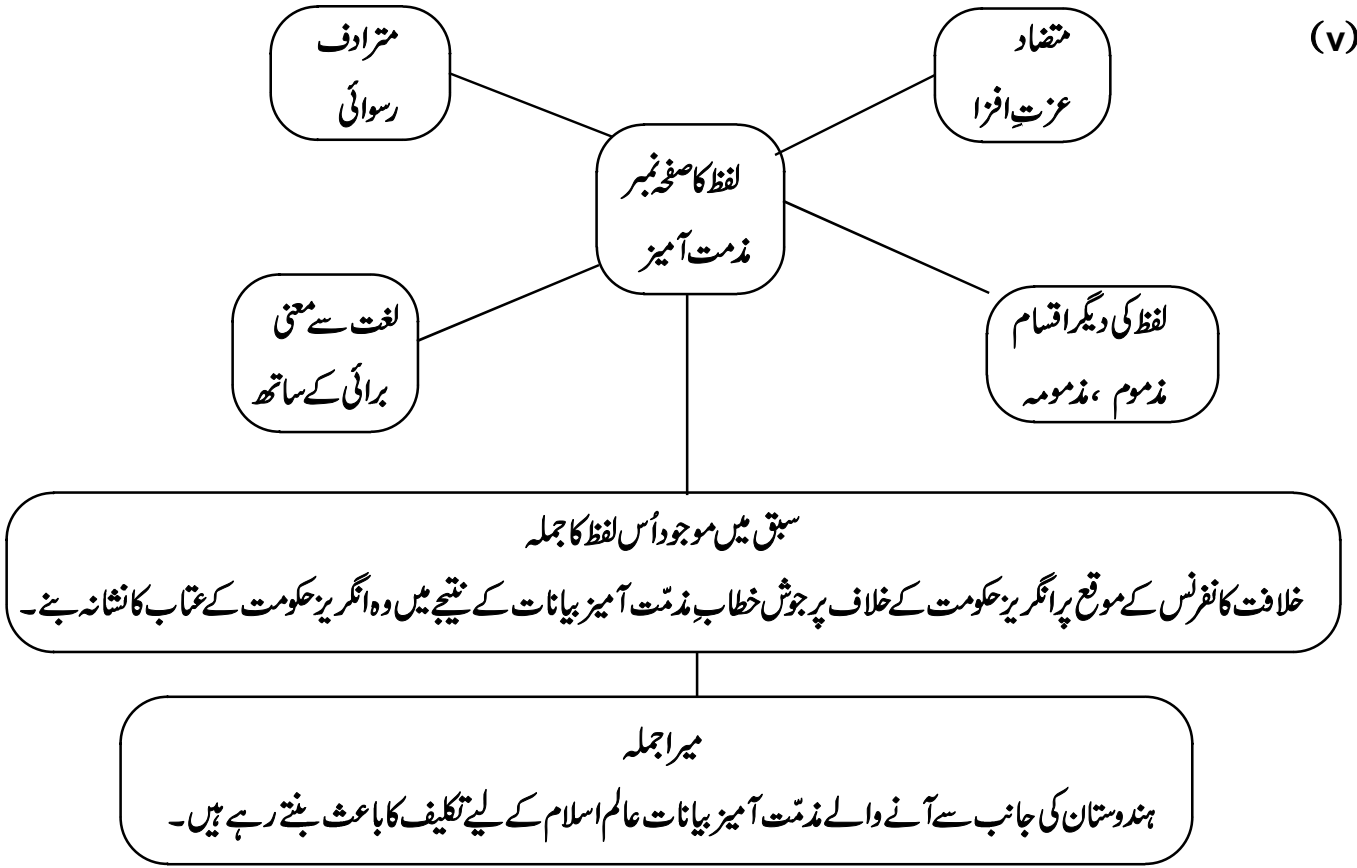 (v)
متضاد
عزتِ افزا
مترادف
رسوائی
لفظ کا صفحہ نمبر
مذمت آمیز
لفظ کی دیگر اقسام
مذموم ، مذمومہ
لغت سے معنی
برائی کے ساتھ
سبق میں موجود اُس لفظ کا جملہ
خلافت کانفرنس کے موقع پر انگریز حکومت کے خلاف پر جوش خطابِ مذمّت آمیز بیانات کے نتیجے میں وہ انگریز حکومت کے عتاب کا نشانہ بنے۔
میرا جملہ
ہندوستان کی جانب سے آنے والے مذمّت آمیز بیانات عالم اسلام کے لیے تکلیف کا باعث بنتے رہے ہیں۔